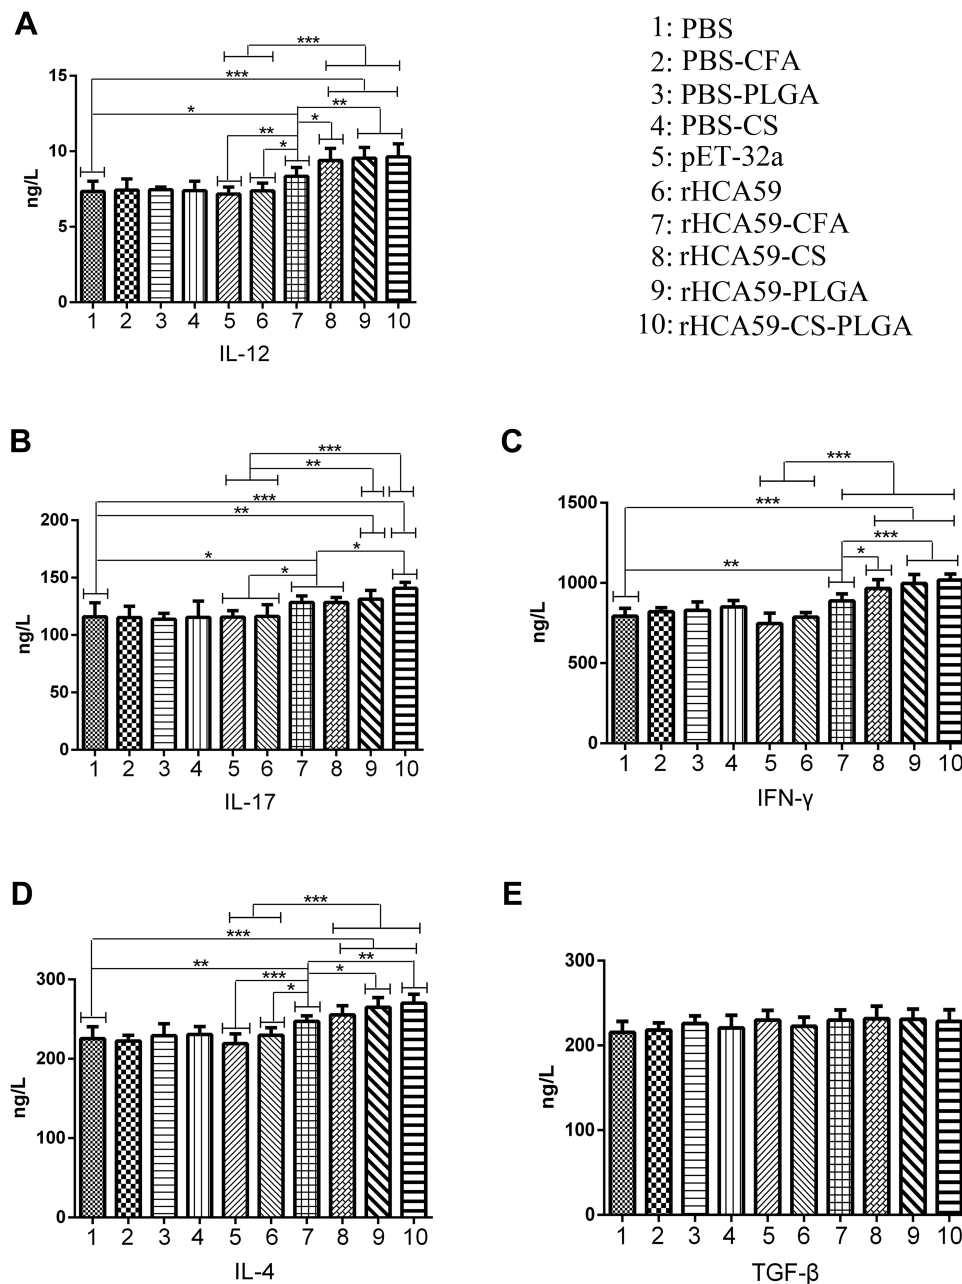 A
1: PBS
2: PBS-CFA
3: PBS-PLGA
4: PBS-CS
5: pET-32a
6: rHCA59
7: rHCA59-CFA
8: rHCA59-CS
9: rHCA59-PLGA
10: rHCA59-CS-PLGA
***
***
* **
** *
*
15
10
5
0
ng/L
1 2 3 4 5 6 7 8 9 10
IL-12
B
***
**
***
**
* *
*
200
150
100
50
0
ng/L
1 2 3 4 5 6 7 8 9 10
IL-17
C
***
***
***
** *
1500
1000
500
0
ng/L
1 2 3 4 5 6 7 8 9 10
IFN-γ
D
***
***
** **
*** *
*
300
200
100
0
ng/L
1 2 3 4 5 6 7 8 9 10
IL-4
E
300
200
100
0
ng/L
1 2 3 4 5 6 7 8 9 10
TGF-β